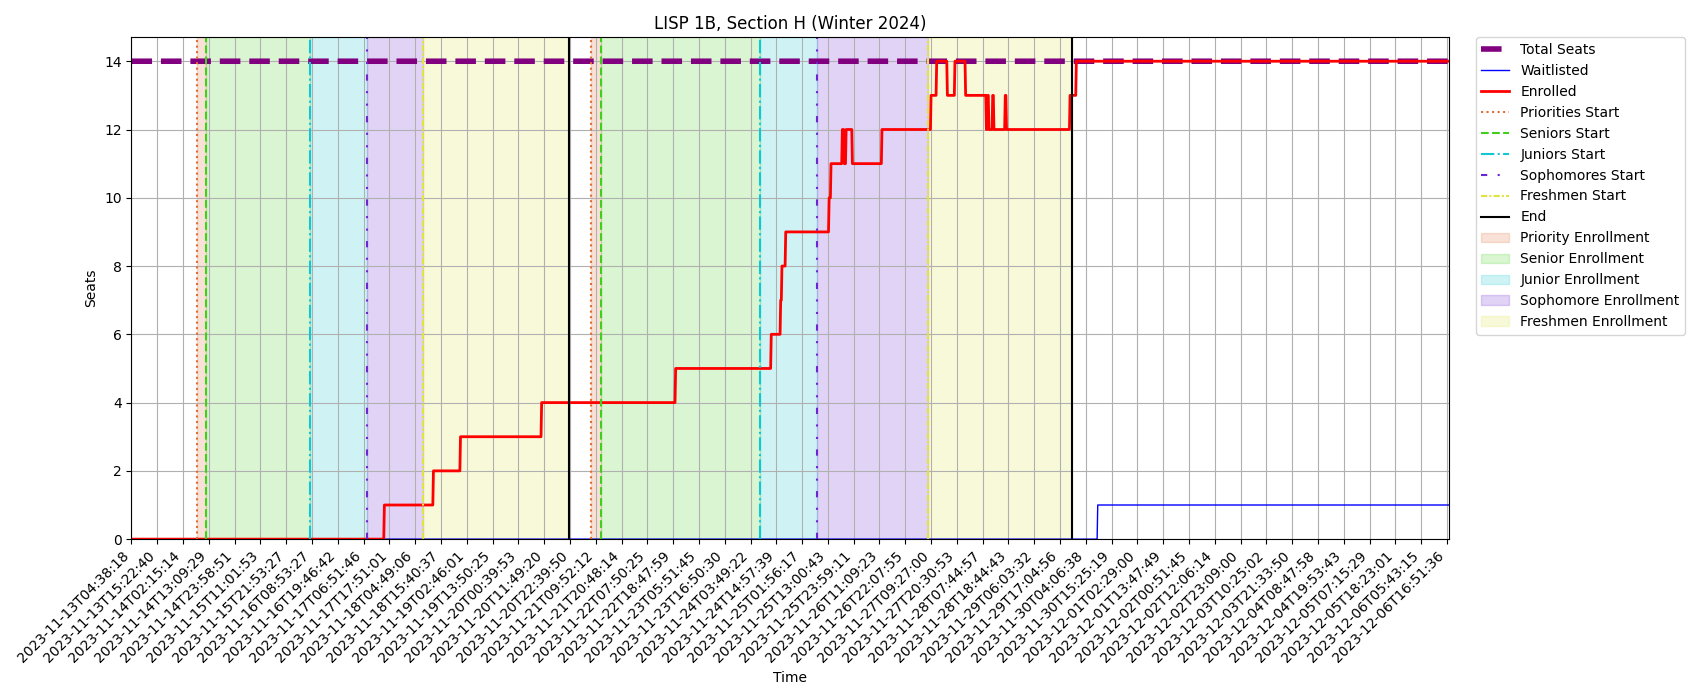 LISP 1B, Section H (Winter 2024)
Seats
14
12
10
8
6
4
2
0
2023-11-13T04:38:18
2023-11-13T15:22:40
2023-11-14T02:15:14
2023-11-14T13:09:29
2023-11-14T23:58:51
2023-11-15T11:01:53
2023-11-15T21:53:27
2023-11-16T08:53:27
2023-11-16T19:46:42
2023-11-17T06:51:46
2023-11-17T17:51:01
2023-11-18T04:49:06
2023-11-18T15:40:37
2023-11-19T02:46:01
2023-11-19T13:50:25
2023-11-20T00:39:53
2023-11-20T11:49:20
2023-11-20T22:39:50
2023-11-21T09:52:12
2023-11-21T20:48:14
2023-11-22T07:50:25
2023-11-22T18:47:59
2023-11-23T05:51:45
2023-11-23T16:50:30
2023-11-24T03:49:22
2023-11-24T14:57:39
2023-11-25T01:56:17
2023-11-25T13:00:43
2023-11-25T23:59:11
2023-11-26T11:09:23
2023-11-26T22:07:55
2023-11-27T09:27:00
2023-11-27T20:30:53
2023-11-28T07:44:57
2023-11-28T18:44:43
2023-11-29T06:03:32
2023-11-29T17:04:56
2023-11-30T04:06:38
2023-11-30T15:25:19
2023-12-01T02:29:00
2023-12-01T13:47:49
2023-12-02T00:51:45
2023-12-02T12:06:14
2023-12-02T23:09:00
2023-12-03T10:25:02
2023-12-03T21:33:50
2023-12-04T08:47:58
2023-12-04T19:53:43
2023-12-05T07:15:29
2023-12-05T18:23:01
2023-12-06T05:43:15
2023-12-06T16:51:36
Time
Total Seats
Waitlisted
Enrolled
Priorities Start
Seniors Start
Juniors Start
Sophomores Start
Freshmen Start
End
Priority Enrollment
Senior Enrollment
Junior Enrollment
Sophomore Enrollment
Freshmen Enrollment